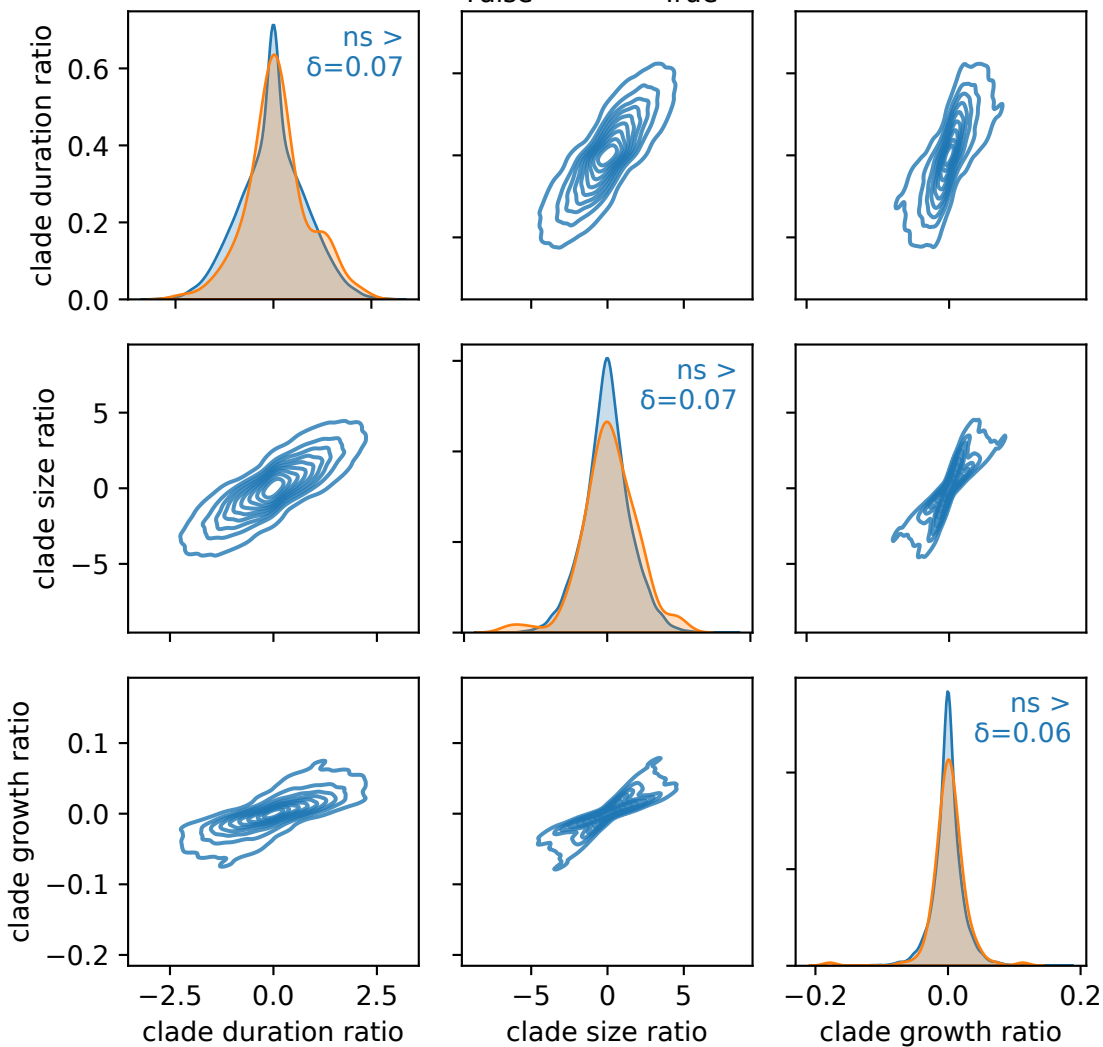 False True
clade duration ratio
0.6
0.4
0.2
0.0
ns >
δ=0.07
clade size ratio
5
0
−5
ns >
δ=0.07
clade growth ratio
0.1
0.0
−0.1
−0.2
ns >
δ=0.06
−2.5 0.0 2.5
−5 0 5
−0.2 0.0 0.2
clade duration ratio
clade size ratio
clade growth ratio